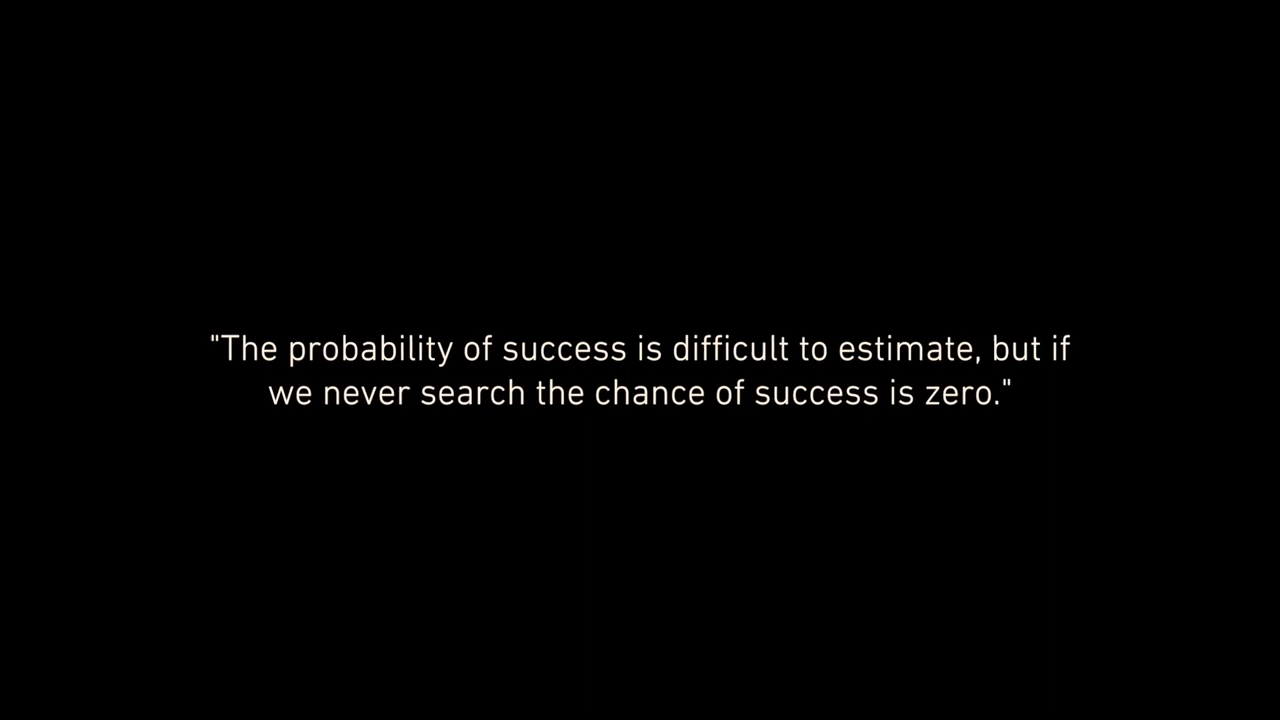 "The probability of success is difficult to estimate, but if
we never search the chance of success is zero."